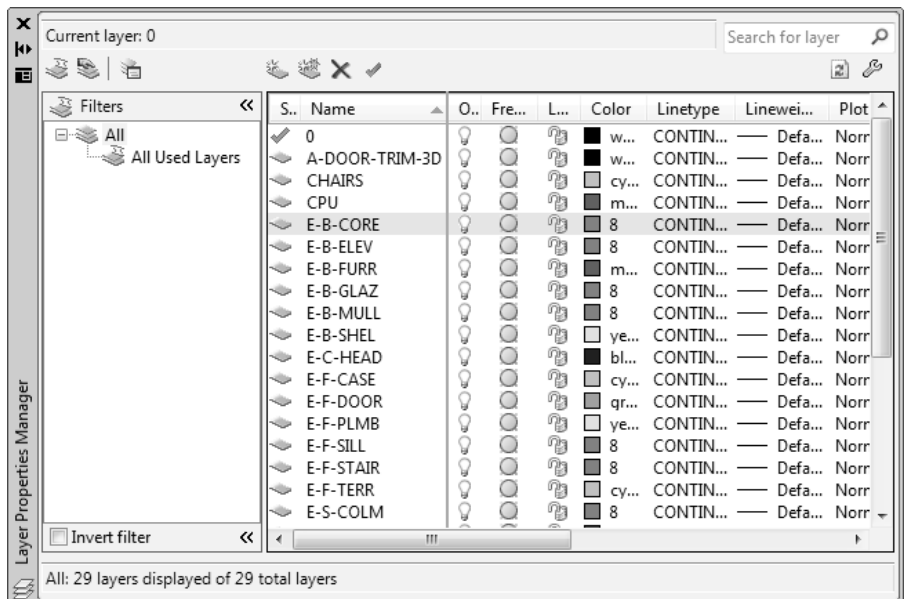 Current layer: 0
Search for layer
Filters
All
All Used Layers
Invert filter
S.. Name O.. Fre... L... Color Linetype Linewei... Plot
0 w... CONTIN... Defa... Norr
A-DOOR-TRIM-3D w... CONTIN... Defa... Norr
CHAIRS cy... CONTIN... Defa... Norr
CPU m... CONTIN... Defa... Norr
E-B-CORE 8 CONTIN... Defa... Norr
E-B-ELEV 8 CONTIN... Defa... Norr
E-B-FURR m... CONTIN... Defa... Norr
E-B-GLAZ 8 CONTIN... Defa... Norr
E-B-MULL 8 CONTIN... Defa... Norr
E-B-SHEL ye... CONTIN... Defa... Norr
E-C-HEAD bl... CONTIN... Defa... Norr
E-F-CASE cy... CONTIN... Defa... Norr
E-F-DOOR gr... CONTIN... Defa... Norr
E-F-PLMB ye... CONTIN... Defa... Norr
E-F-SILL 8 CONTIN... Defa... Norr
E-F-STAIR 8 CONTIN... Defa... Norr
E-F-TERR cy... CONTIN... Defa... Norr
E-S-COLM 8 CONTIN... Defa... Norr
Layer Properties Manager
All: 29 layers displayed of 29 total layers